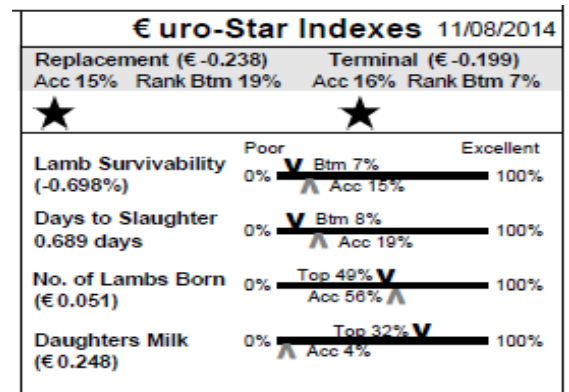 € uro-Star Indexes 11/08/2014
Replacement (€ -0.238) Terminal (€ -0.199)
Acc 15% Rank Btm 19% Acc 16% Rank Btm 7%
Poor Excellent
Lamb Survivability 0% Btm 7% 100%
(-0.698%) Acc 15%
Days to Slaughter 0% Btm 8% 100%
0.689 days Acc 19%
No. of Lambs Born 0% Top 49% 100%
(€ 0.051) Acc 56%
Daughters Milk 0% Top 32% 100%
(€ 0.248) Acc 4%